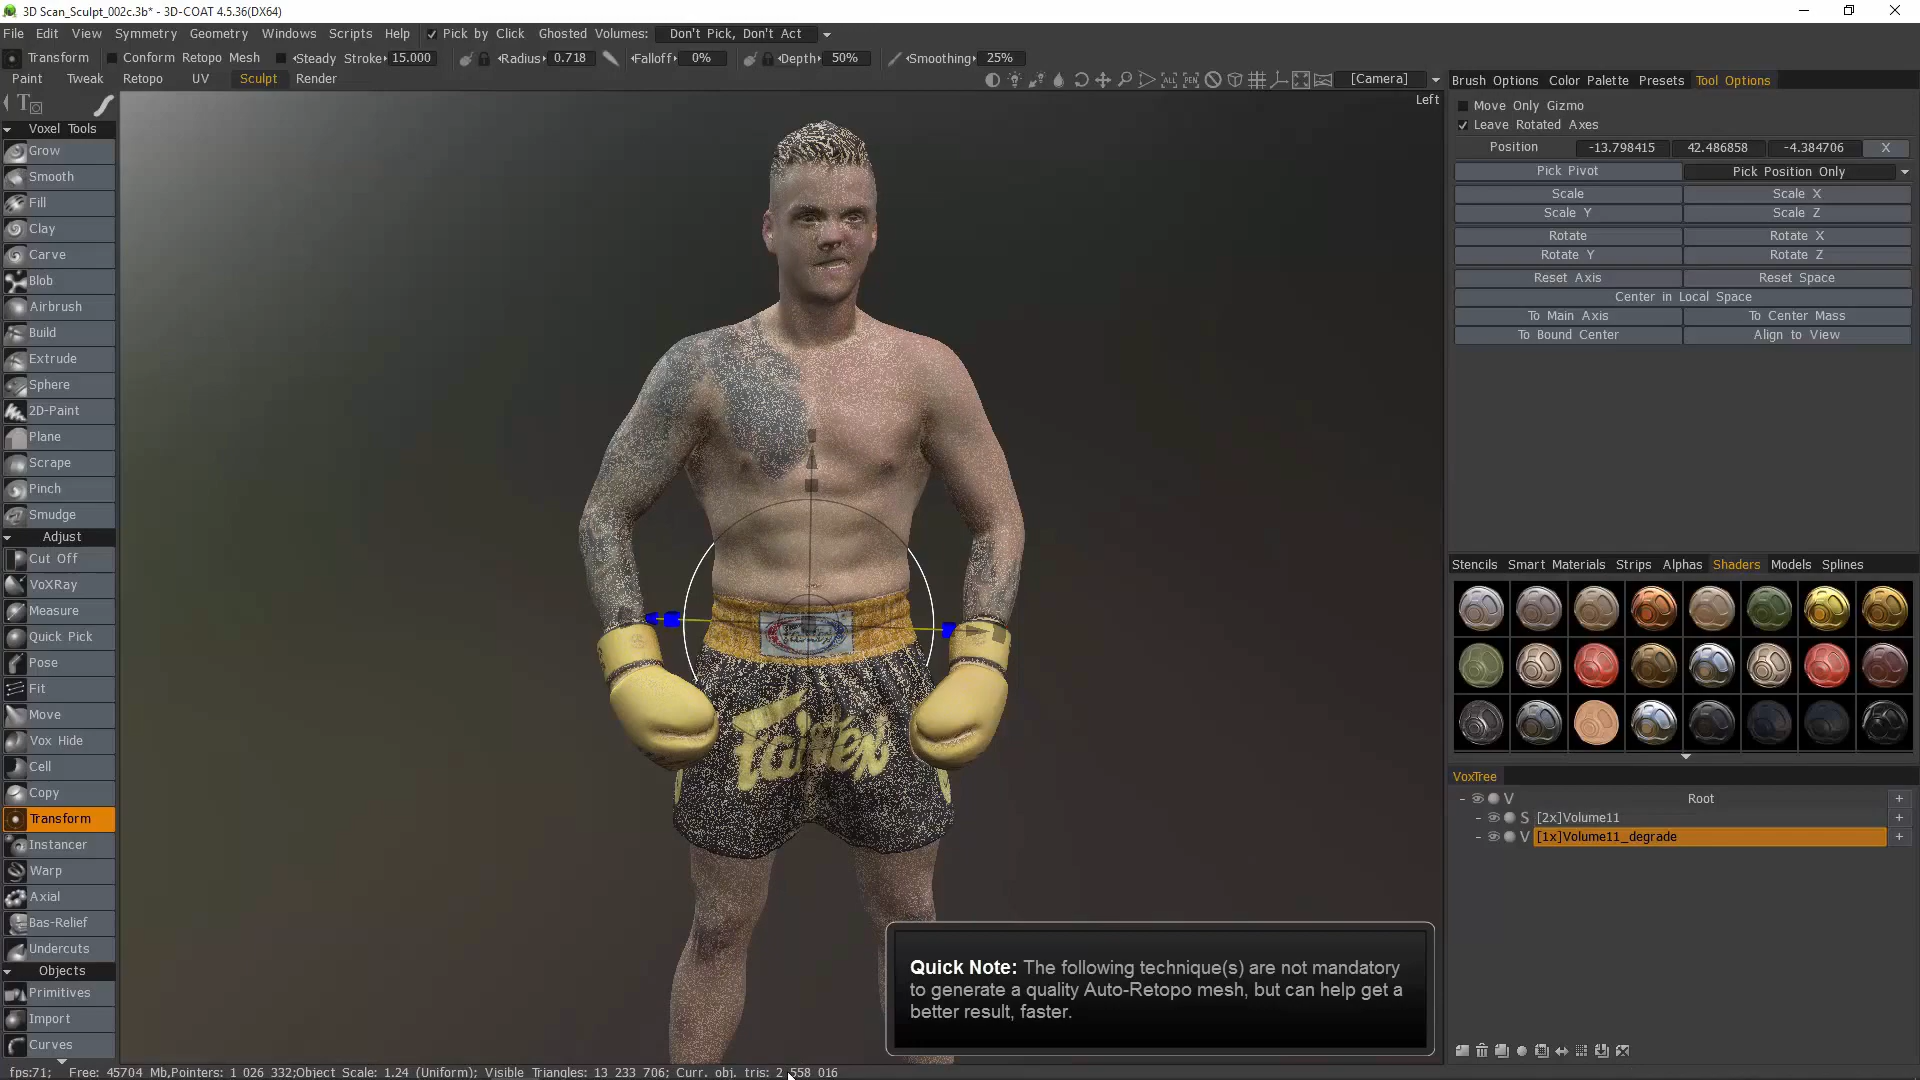 3D Scan_Sculpt_002c.3b* - 3D-COAT 4.5.36(DX64)
File Edit View Symmetry Geometry Windows Scripts Help Pick by Click Ghosted Volumes: Don't Pick, Don't Act
Transform Conform Retopo Mesh Steady Stroke 15.000 Radius 0.718 Falloff 0% Depth 50% Smoothing 25%
Paint Tweak Retopo UV Sculpt Render [Camera]
Brush Options Color Palette Presets Tool Options
Left
Voxel Tools
Grow
Smooth
Fill
Clay
Carve
Blob
Airbrush
Build
Extrude
Sphere
2D-Paint
Plane
Scrape
Pinch
Smudge
Adjust
Cut Off
VoXRay
Measure
Quick Pick
Pose
Fit
Move
Vox Hide
Cell
Copy
Transform
Instancer
Warp
Axial
Bas-Relief
Undercuts
Objects
Primitives
Import
Curves
Move Only Gizmo
Leave Rotated Axes
Position -13.798415 42.486858 -4.384706 X
Pick Pivot Pick Position Only
Scale Scale X
Scale Y Scale Z
Rotate Rotate X
Rotate Y Rotate Z
Reset Axis Reset Space
Center in Local Space
To Main Axis To Center Mass
To Bound Center Align to View
Stencils Smart Materials Strips Alphas Shaders Models Splines
VoxTree
V Root +
S [2x]Volume11 +
V [1x]Volume11_degrade +
Fairtex
Quick Note: The following technique(s) are not mandatory
to generate a quality Auto-Retopo mesh, but can help get a
better result, faster.
fps:71; Free: 45704 Mb,Pointers: 1 026 332;Object Scale: 1.24 (Uniform); Visible Triangles: 13 233 706; Curr. obj. tris: 2 558 016